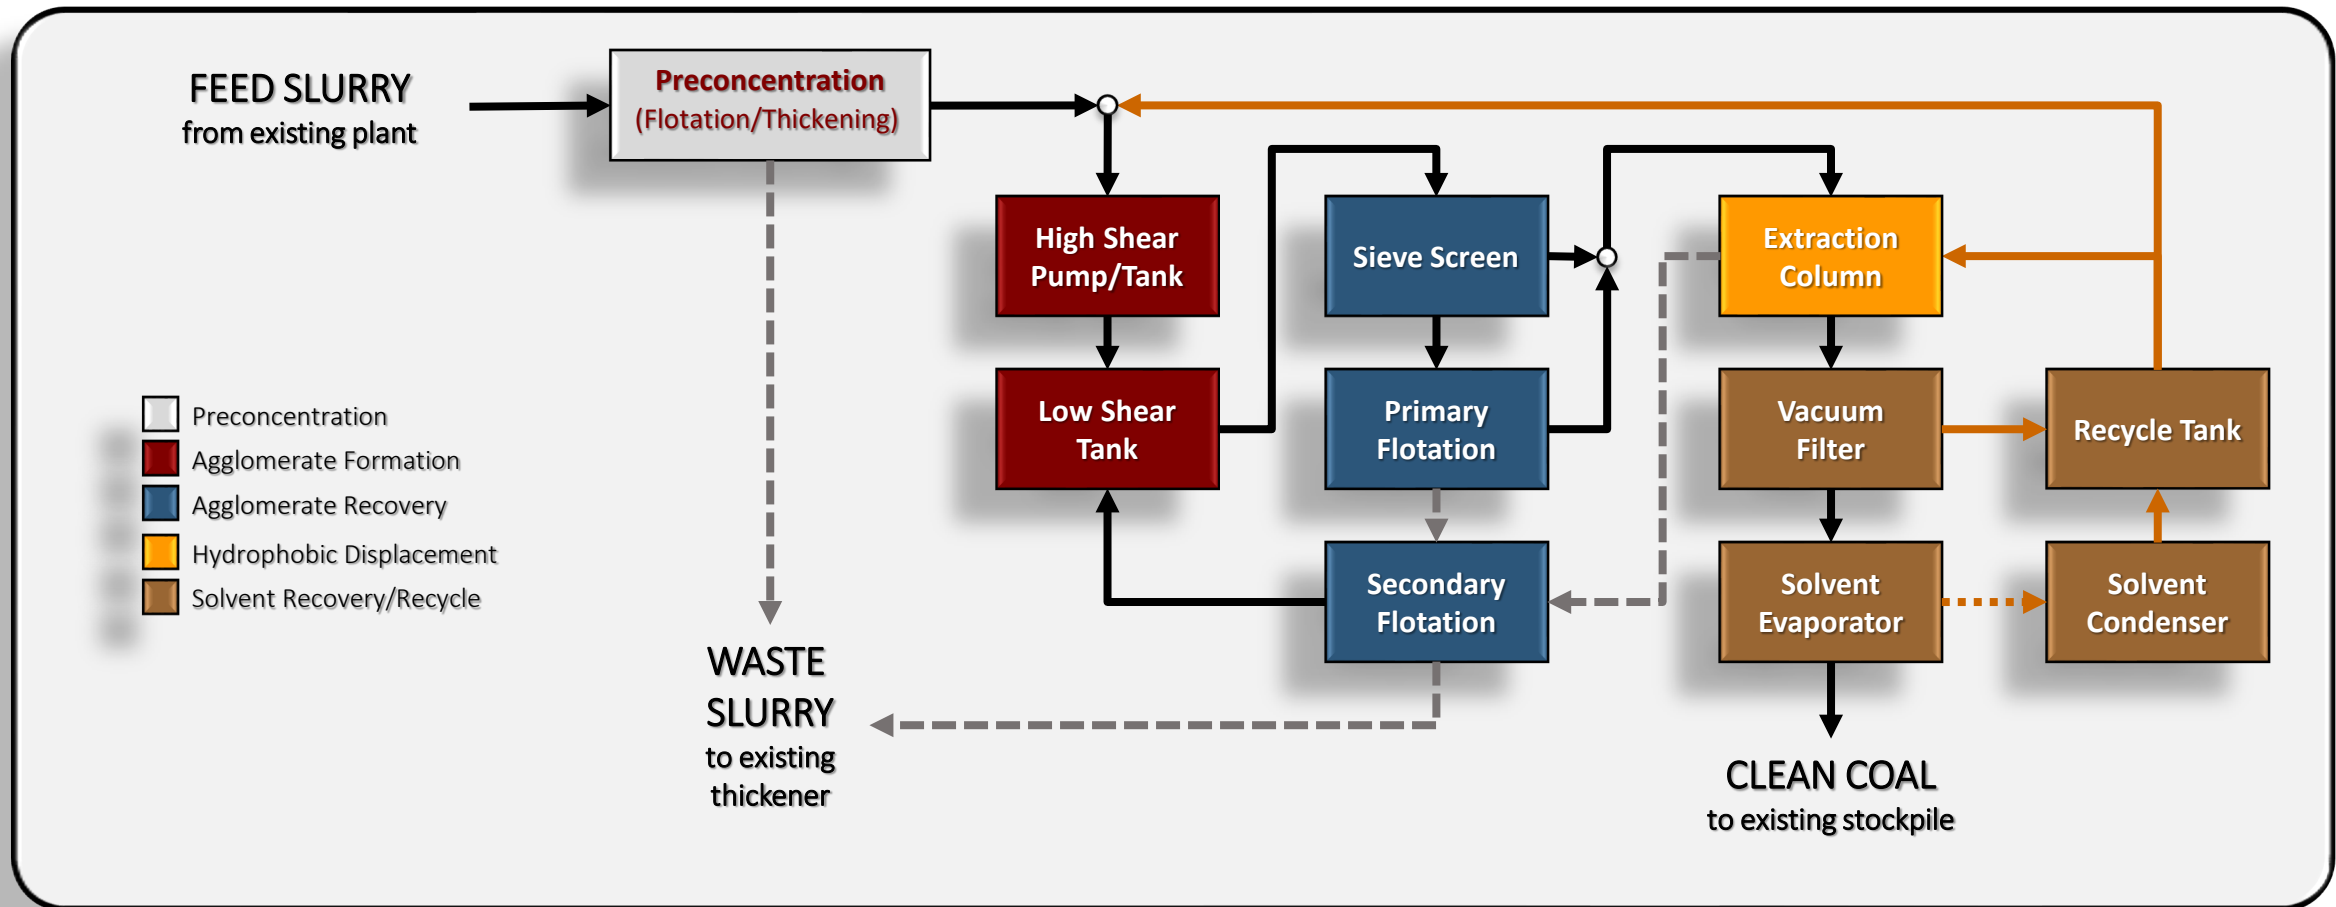 FEED SLURRY
from existing plant
Preconcentration
(Flotation/Thickening)
High Shear
Pump/Tank
Sieve Screen
Extraction
Column
Low Shear
Tank
Primary
Flotation
Vacuum
Filter
Recycle Tank
Preconcentration
Agglomerate Formation
Agglomerate Recovery
Hydrophobic Displacement
Solvent Recovery/Recycle
Secondary
Flotation
Solvent
Evaporator
Solvent
Condenser
WASTE
SLURRY
to existing
thickener
CLEAN COAL
to existing stockpile